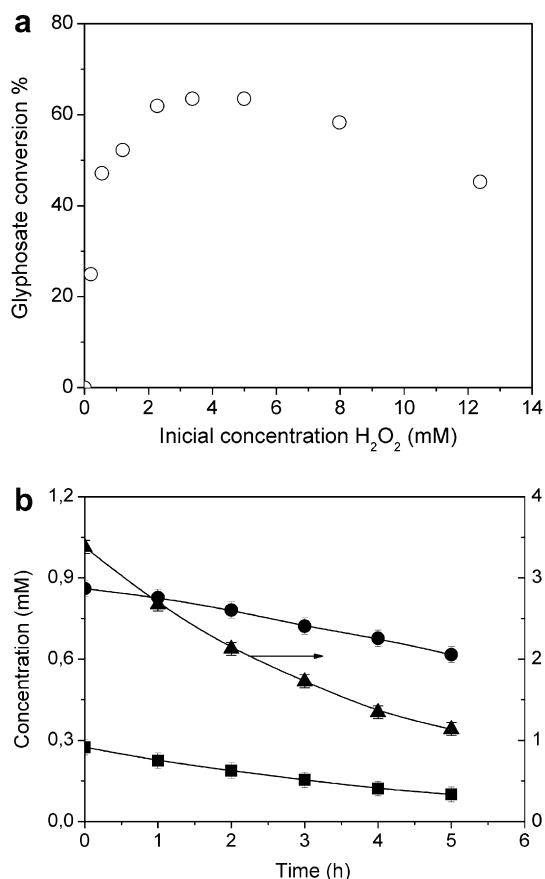 a
80
60
40
20
0
Glyphosate conversion %
0 2 4 6 8 10 12 14
Inicial concentration H₂O₂ (mM)
b
1,2 4
0,9 3
0,6 2
0,3 1
0,0 0
Concentration (mM)
0 1 2 3 4 5 6
Time (h)